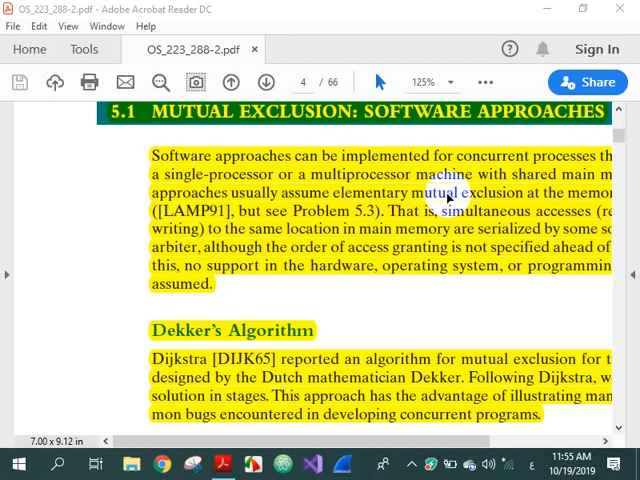 OS_223_288-2.pdf - Adobe Acrobat Reader DC
File Edit View Window Help
Home Tools OS_223_288-2.pdf × ? Sign In
4 / 66 125% Share
5.1 MUTUAL EXCLUSION: SOFTWARE APPROACHES
Software approaches can be implemented for concurrent processes th
a single-processor or a multiprocessor machine with shared main m
approaches usually assume elementary mutual exclusion at the memor
([LAMP91], but see Problem 5.3). That is, simultaneous accesses (re
writing) to the same location in main memory are serialized by some so
arbiter, although the order of access granting is not specified ahead of
this, no support in the hardware, operating system, or programmin
assumed.
Dekker's Algorithm
Dijkstra [DIJK65] reported an algorithm for mutual exclusion for t
designed by the Dutch mathematician Dekker. Following Dijkstra, w
solution in stages. This approach has the advantage of illustrating man
mon bugs encountered in developing concurrent programs.
7.00 x 9.12 in
11:55 AM
ع
10/19/2019